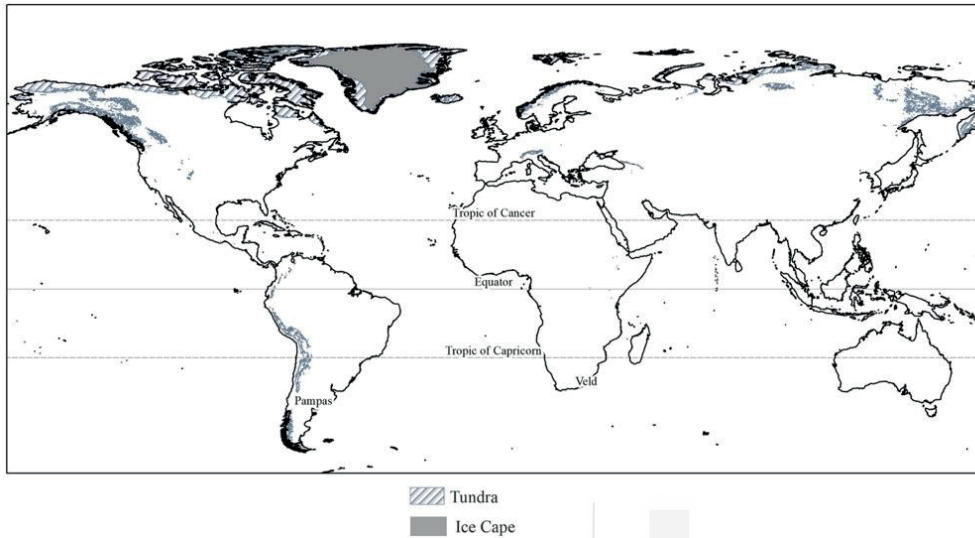 Tropic of Cancer
Equator
Tropic of Capricorn
Veld
Pampas
Tundra
Ice Cape